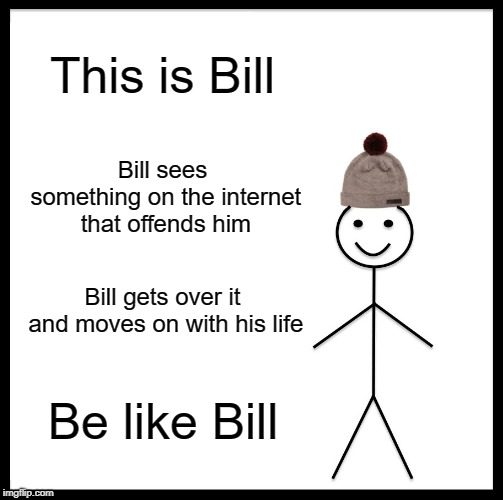 This is Bill
Bill sees
something on the internet
that offends him
Bill gets over it
and moves on with his life
Be like Bill
imgflip.com